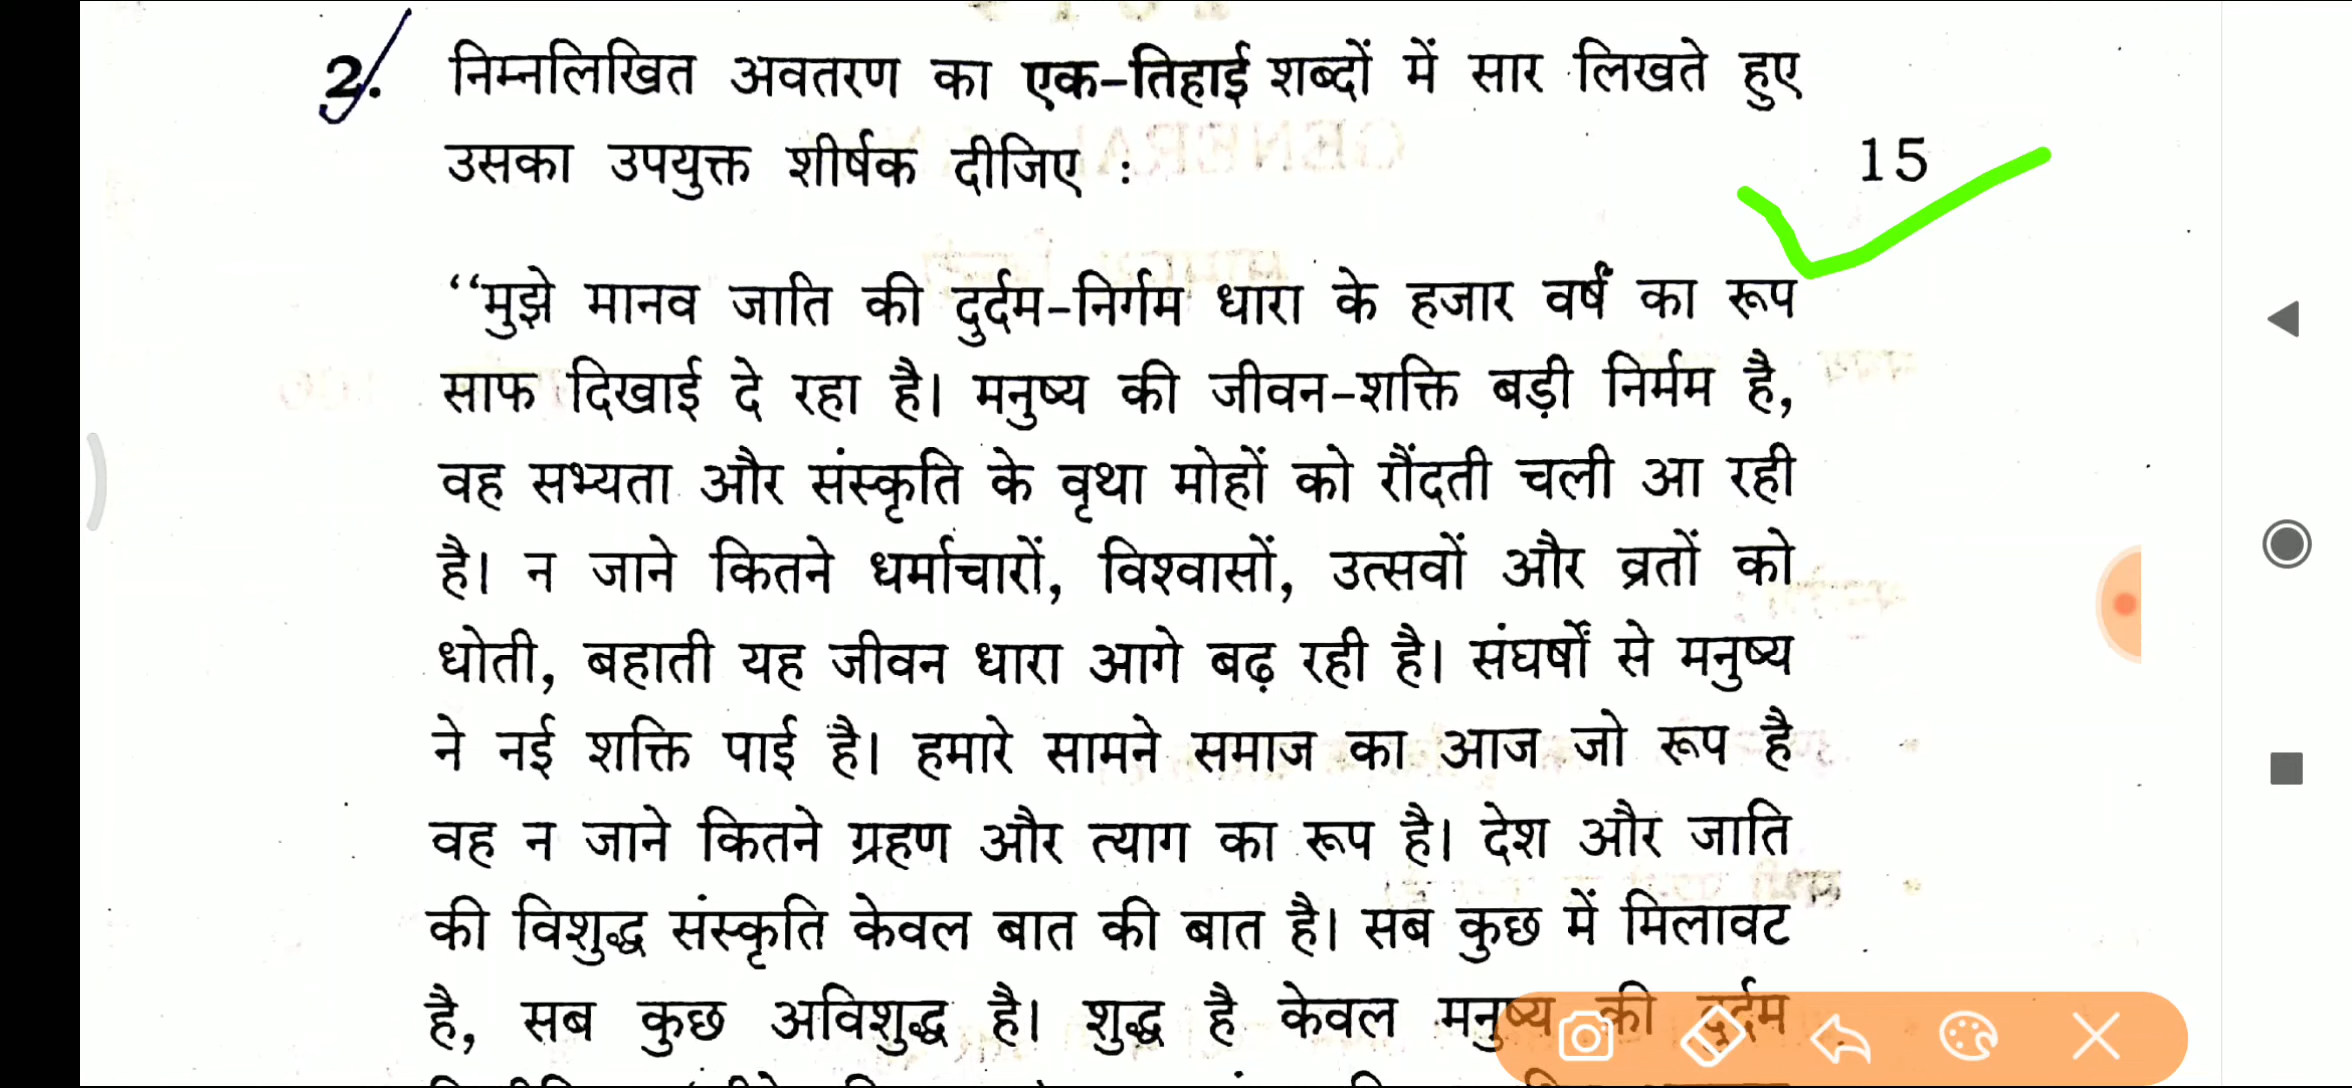 2. निम्नलिखित अवतरण का एक-तिहाई शब्दों में सार लिखते हुए
उसका उपयुक्त शीर्षक दीजिए : 15
‘‘मुझे मानव जाति की दुर्दम-निर्गम धारा के हजार वर्ष का रूप
साफ दिखाई दे रहा है। मनुष्य की जीवन-शक्ति बड़ी निर्मम है,
वह सभ्यता और संस्कृति के वृथा मोहों को रौंदती चली आ रही
है। न जाने कितने धर्माचारों, विश्वासों, उत्सवों और व्रतों को
धोती, बहाती यह जीवन धारा आगे बढ़ रही है। संघर्षों से मनुष्य
ने नई शक्ति पाई है। हमारे सामने समाज का आज जो रूप है
वह न जाने कितने ग्रहण और त्याग का रूप है। देश और जाति
की विशुद्ध संस्कृति केवल बात की बात है। सब कुछ में मिलावट
है, सब कुछ अविशुद्ध है। शुद्ध है केवल मनुष्य की दुर्दम